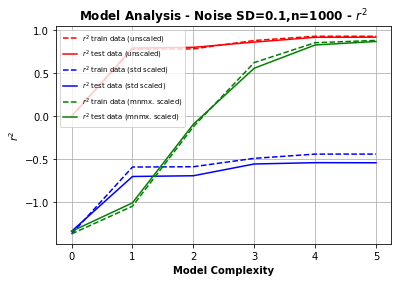 Model Analysis - Noise SD=0.1,n=1000 - r²
1.0
0.5
0.0
−0.5
−1.0
r²
r² train data (unscaled)
r² test data (unscaled)
r² train data (std scaled)
r² test data (std scaled)
r² train data (mnmx. scaled)
r² test data (mnmx. scaled)
0 1 2 3 4 5
Model Complexity